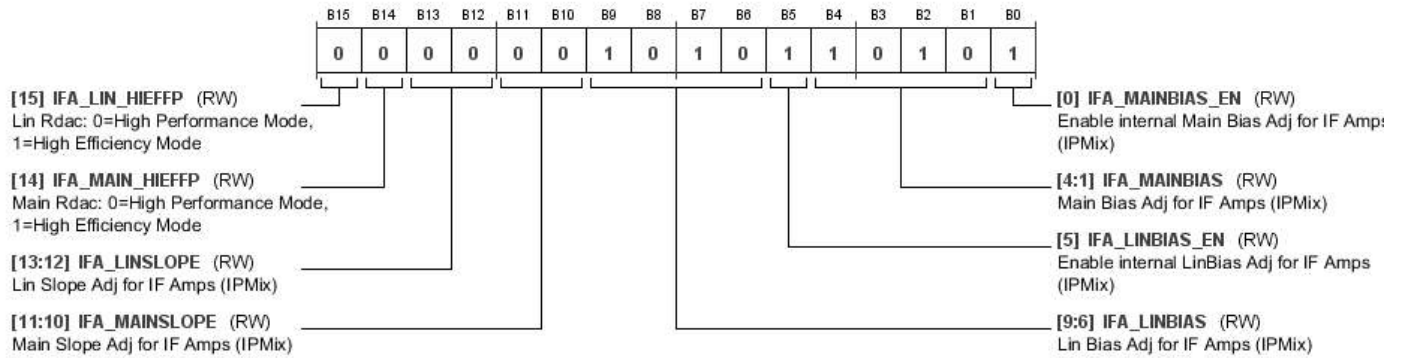 B15 B14 B13 B12 B11 B10 B9 B8 B7 B6 B5 B4 B3 B2 B1 B0
0 0 0 0 0 0 1 0 1 0 1 1 0 1 0 1
[15] IFA_LIN_HIEFFP (RW)
Lin Rdac: 0=High Performance Mode,
1=High Efficiency Mode
[14] IFA_MAIN_HIEFFP (RW)
Main Rdac: 0=High Performance Mode,
1=High Efficiency Mode
[13:12] IFA_LINSLOPE (RW)
Lin Slope Adj for IF Amps (IPMix)
[11:10] IFA_MAINSLOPE (RW)
Main Slope Adj for IF Amps (IPMix)
[0] IFA_MAINBIAS_EN (RW)
Enable internal Main Bias Adj for IF Amps
(IPMix)
[4:1] IFA_MAINBIAS (RW)
Main Bias Adj for IF Amps (IPMix)
[5] IFA_LINBIAS_EN (RW)
Enable internal LinBias Adj for IF Amps
(IPMix)
[9:6] IFA_LINBIAS (RW)
Lin Bias Adj for IF Amps (IPMix)